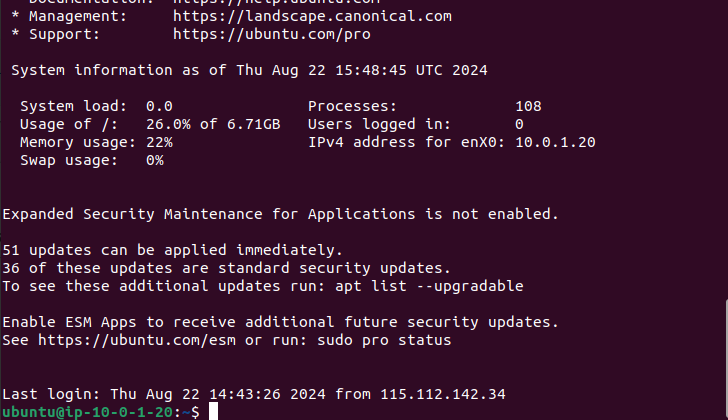 * Documentation:  https://help.ubuntu.com
* Management:     https://landscape.canonical.com
* Support:        https://ubuntu.com/pro
System information as of Thu Aug 22 15:48:45 UTC 2024
System load:  0.0               Processes:             108
Usage of /:   26.0% of 6.71GB   Users logged in:       0
Memory usage: 22%               IPv4 address for enX0: 10.0.1.20
Swap usage:   0%
Expanded Security Maintenance for Applications is not enabled.
51 updates can be applied immediately.
36 of these updates are standard security updates.
To see these additional updates run: apt list --upgradable
Enable ESM Apps to receive additional future security updates.
See https://ubuntu.com/esm or run: sudo pro status
Last login: Thu Aug 22 14:43:26 2024 from 115.112.142.34
ubuntu@ip-10-0-1-20:~$